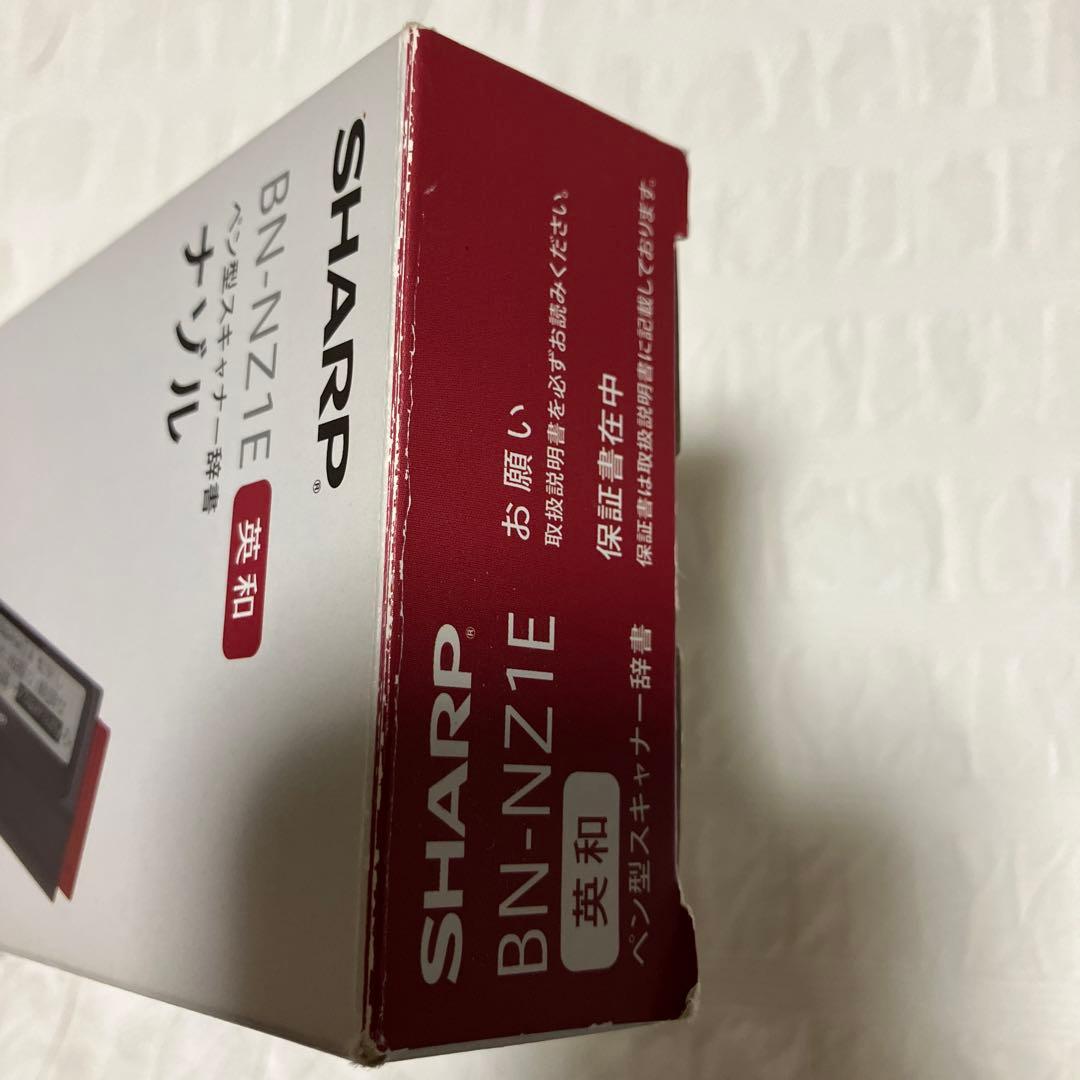 SHARP®
BN-NZ1E 英和
ペン型スキャナー辞書
ナゾル
SHARP®
BN-NZ1E
英和
ペン型スキャナー辞書
お願い
取扱説明書を必ずお読みください。
保証書在中
保証書は取扱説明書に記載しております。